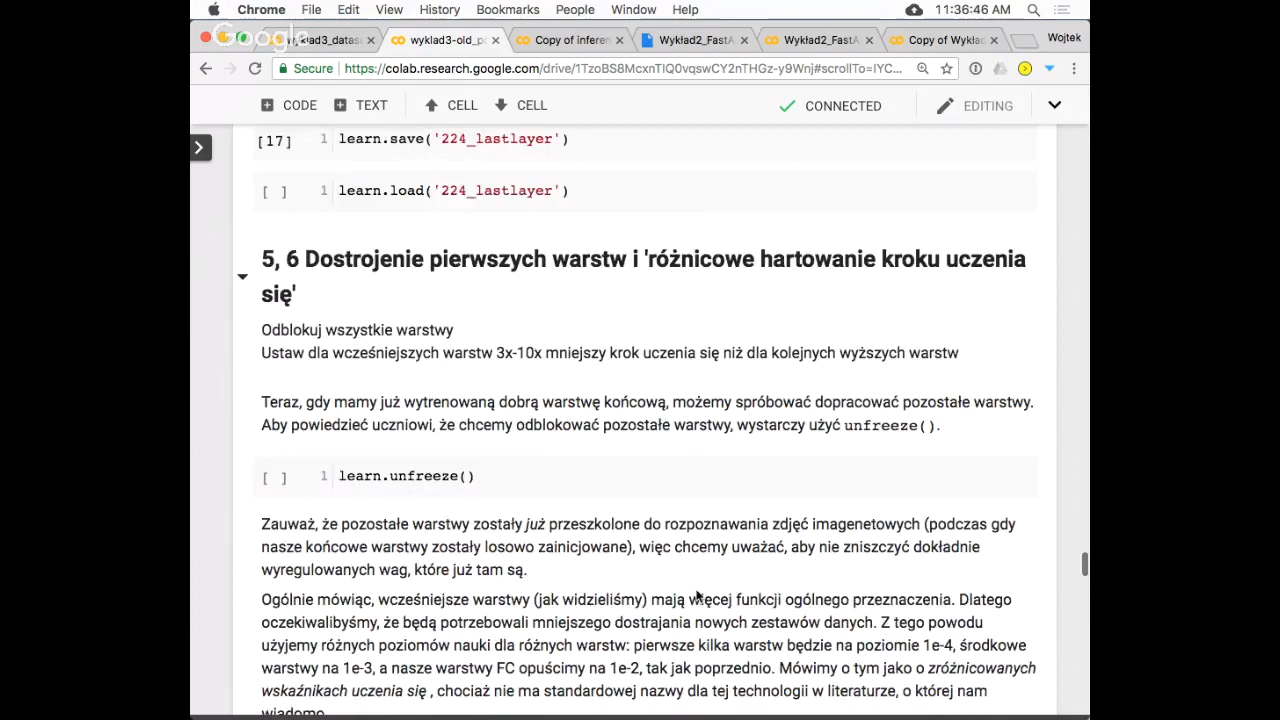 Chrome File Edit View History Bookmarks People Window Help 11:36:46 AM
Google
wyklad3-old_po Copy of inferen Wykład2_FastA Wykład2_FastA Copy of Wykład Wojtek
Secure https://colab.research.google.com/drive/1TzoBS8McxnTIQ0vqswCY2nTHGz-y9Wnj#scrollTo=IYC...
CODE TEXT CELL CELL CONNECTED EDITING
[17] 1 learn.save('224_lastlayer')
[ ] 1 learn.load('224_lastlayer')
5, 6 Dostrojenie pierwszych warstw i 'różnicowe hartowanie kroku uczenia
się'
Odblokuj wszystkie warstwy
Ustaw dla wcześniejszych warstw 3x-10x mniejszy krok uczenia się niż dla kolejnych wyższych warstw
Teraz, gdy mamy już wytrenowaną dobrą warstwę końcową, możemy spróbować dopracować pozostałe warstwy.
Aby powiedzieć uczniowi, że chcemy odblokować pozostałe warstwy, wystarczy użyć unfreeze().
[ ] 1 learn.unfreeze()
Zauważ, że pozostałe warstwy zostały już przeszkolone do rozpoznawania zdjęć imagenetowych (podczas gdy
nasze końcowe warstwy zostały losowo zainicjowane), więc chcemy uważać, aby nie zniszczyć dokładnie
wyregulowanych wag, które już tam są.
Ogólnie mówiąc, wcześniejsze warstwy (jak widzieliśmy) mają więcej funkcji ogólnego przeznaczenia. Dlatego
oczekiwalibyśmy, że będą potrzebowali mniejszego dostrajania nowych zestawów danych. Z tego powodu
użyjemy różnych poziomów nauki dla różnych warstw: pierwsze kilka warstw będzie na poziomie 1e-4, środkowe
warstwy na 1e-3, a nasze warstwy FC opuścimy na 1e-2, tak jak poprzednio. Mówimy o tym jako o zróżnicowanych
wskaźnikach uczenia się , chociaż nie ma standardowej nazwy dla tej technologii w literaturze, o której nam
wiadomo.